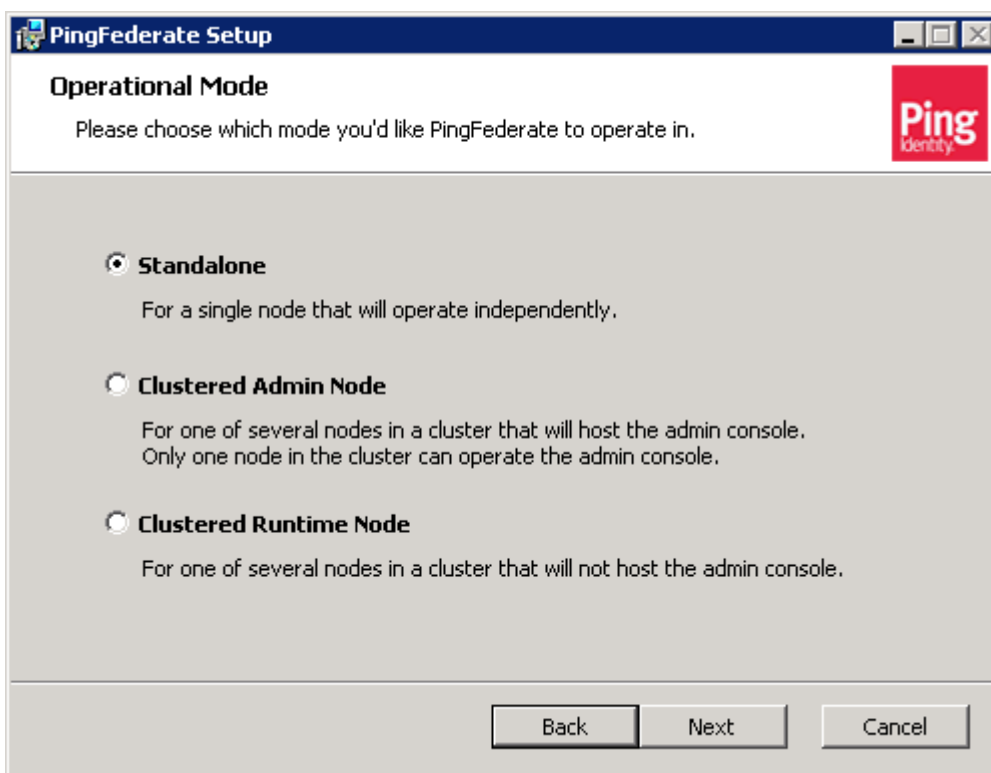 PingFederate Setup
Operational Mode
Please choose which mode you'd like PingFederate to operate in.
Ping
Identity.
Standalone
For a single node that will operate independently.
Clustered Admin Node
For one of several nodes in a cluster that will host the admin console.
Only one node in the cluster can operate the admin console.
Clustered Runtime Node
For one of several nodes in a cluster that will not host the admin console.
Back Next Cancel